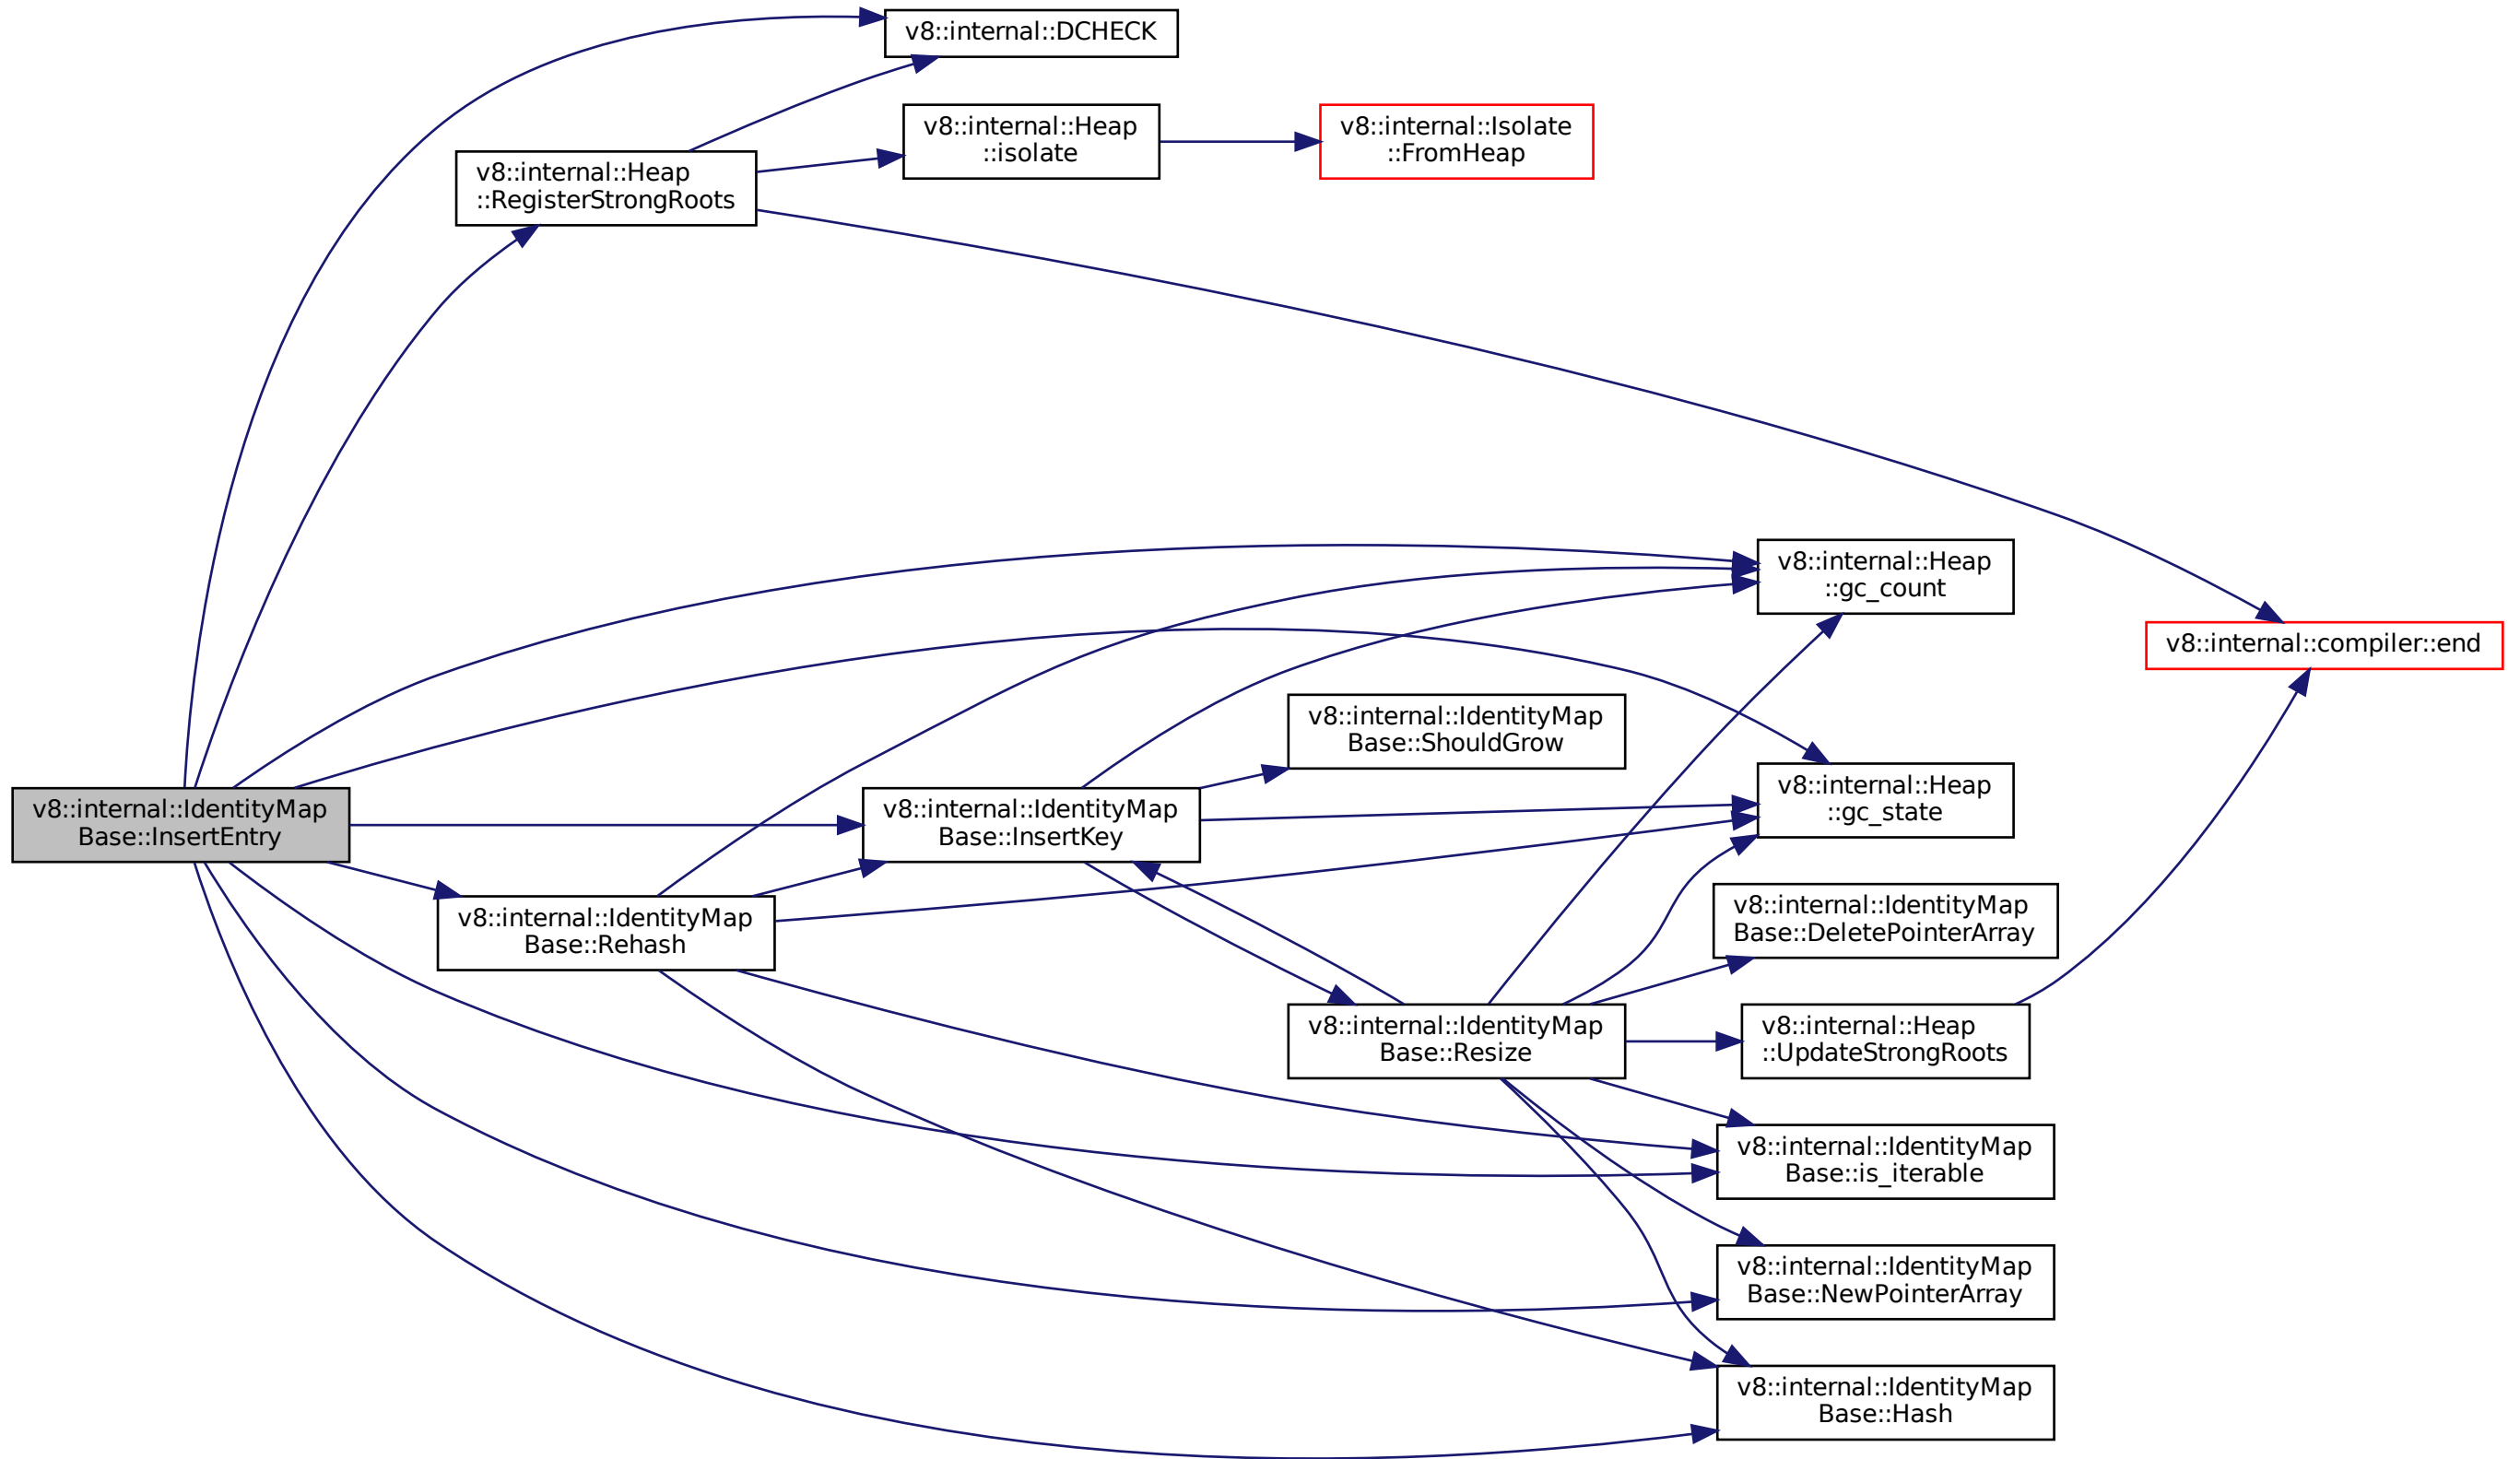 v8::internal::DCHECK
v8::internal::Heap
::isolate
v8::internal::Isolate
::FromHeap
v8::internal::Heap
::RegisterStrongRoots
v8::internal::Heap
::gc_count
v8::internal::compiler::end
v8::internal::IdentityMap
Base::ShouldGrow
v8::internal::IdentityMap
Base::InsertEntry
v8::internal::IdentityMap
Base::InsertKey
v8::internal::Heap
::gc_state
v8::internal::IdentityMap
Base::Rehash
v8::internal::IdentityMap
Base::DeletePointerArray
v8::internal::IdentityMap
Base::Resize
v8::internal::Heap
::UpdateStrongRoots
v8::internal::IdentityMap
Base::is_iterable
v8::internal::IdentityMap
Base::NewPointerArray
v8::internal::IdentityMap
Base::Hash